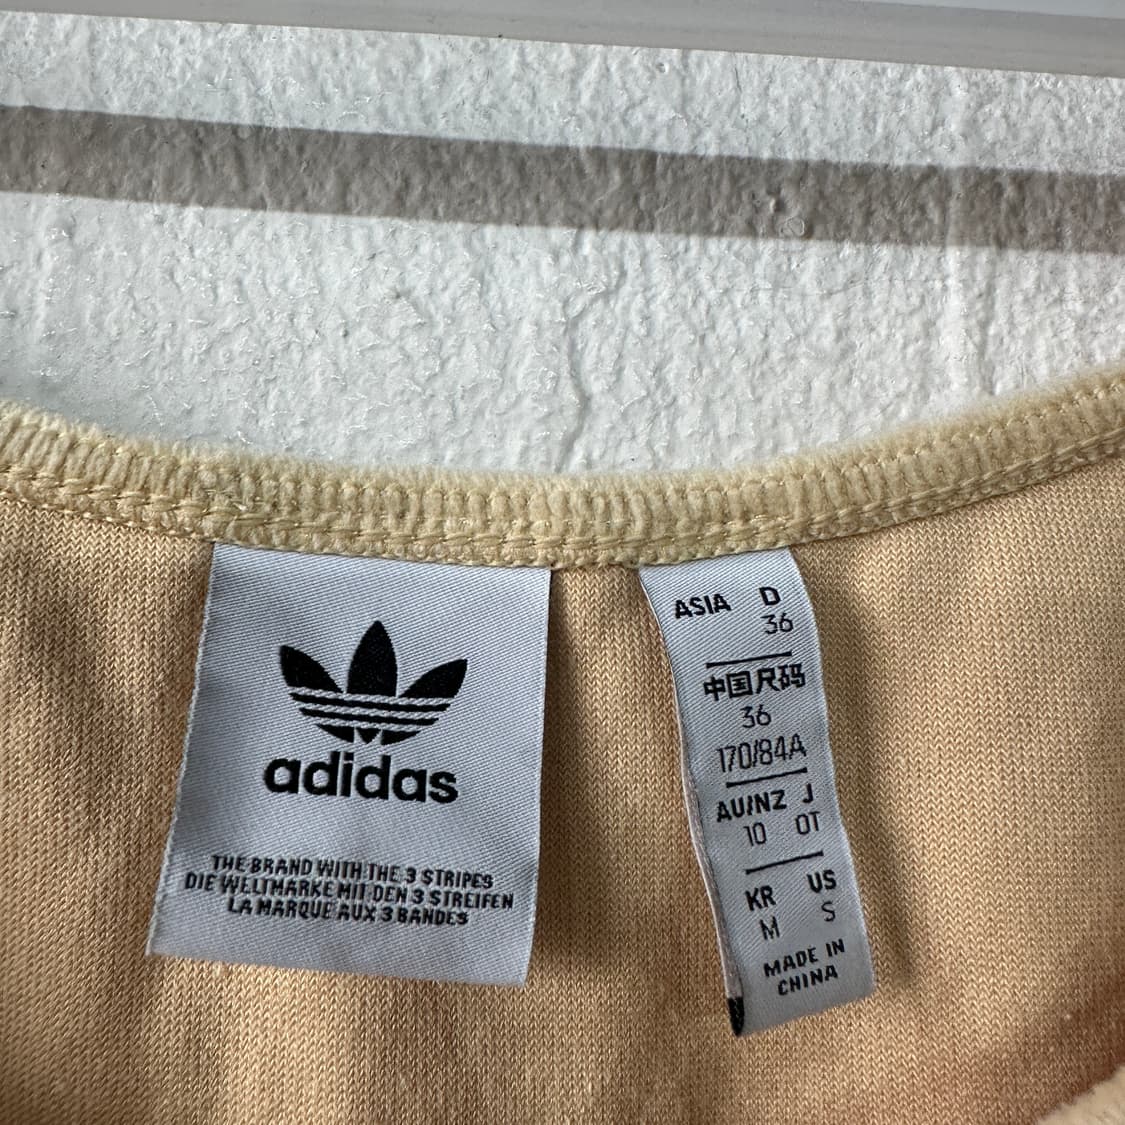 adidas
THE BRAND WITH THE 3 STRIPES
DIE WELTMARKE MIT DEN 3 STREIFEN
LA MARQUE AUX 3 BANDES
ASIA D
36
中国尺码
36
170/84A
AU/NZ J
10 OT
KR US
M S
MADE IN
CHINA